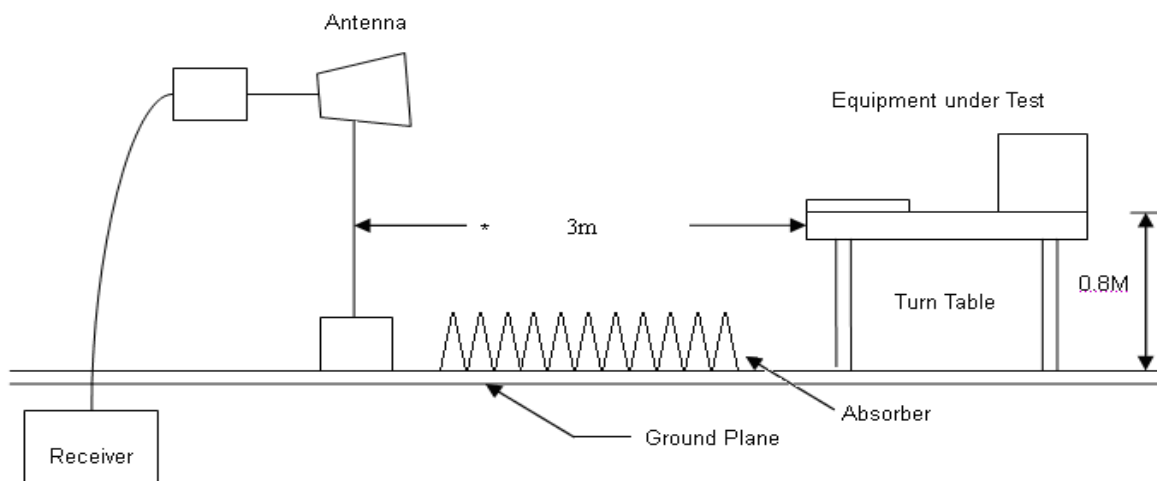 Antenna
Equipment under Test
* 3m
0.8M
Turn Table
Absorber
Ground Plane
Receiver